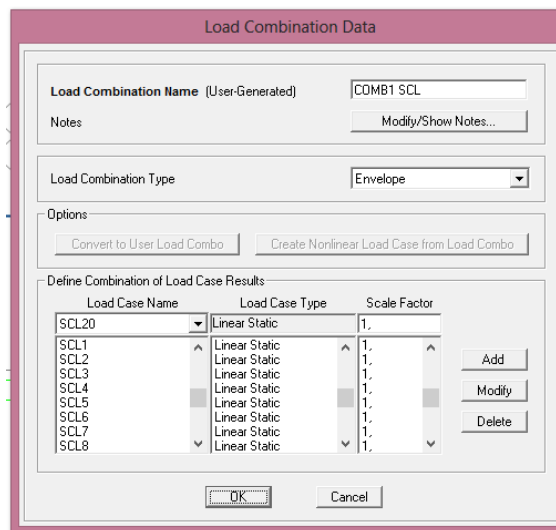 Load Combination Data
Load Combination Name (User-Generated) COMB1 SCL
Notes Modify/Show Notes...
Load Combination Type Envelope
Options
Convert to User Load Combo Create Nonlinear Load Case from Load Combo
Define Combination of Load Case Results
Load Case Name Load Case Type Scale Factor
SCL20 Linear Static 1,
SCL1 Linear Static 1,
SCL2 Linear Static 1,
SCL3 Linear Static 1,
SCL4 Linear Static 1,
SCL5 Linear Static 1,
SCL6 Linear Static 1,
SCL7 Linear Static 1,
SCL8 Linear Static 1,
Add
Modify
Delete
OK Cancel